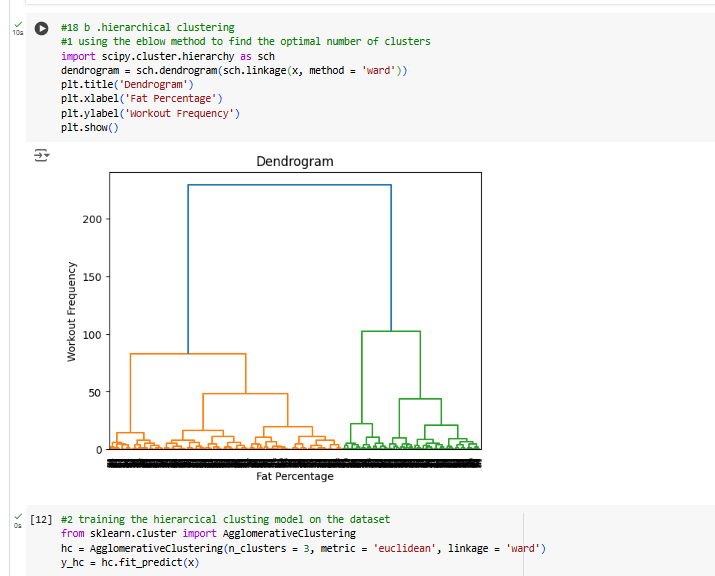 10s
#18 b .hierarchical clustering
#1 using the eblow method to find the optimal number of clusters
import scipy.cluster.hierarchy as sch
dendrogram = sch.dendrogram(sch.linkage(x, method = 'ward'))
plt.title('Dendrogram')
plt.xlabel('Fat Percentage')
plt.ylabel('Workout Frequency')
plt.show()
Dendrogram
200
150
100
50
0
Workout Frequency
Fat Percentage
0s
[12] #2 training the hierarcical clusting model on the dataset
from sklearn.cluster import AgglomerativeClustering
hc = AgglomerativeClustering(n_clusters = 3, metric = 'euclidean', linkage = 'ward')
y_hc = hc.fit_predict(x)